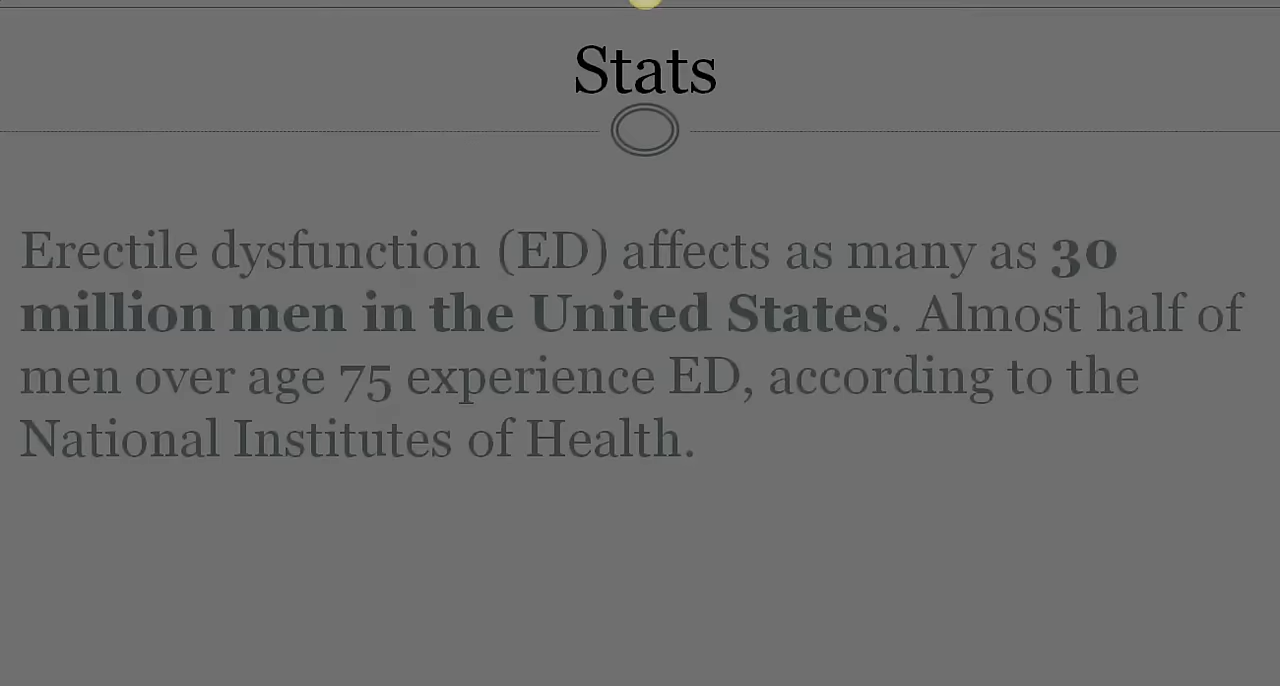 Stats
Erectile dysfunction (ED) affects as many as 30
million men in the United States. Almost half of
men over age 75 experience ED, according to the
National Institutes of Health.